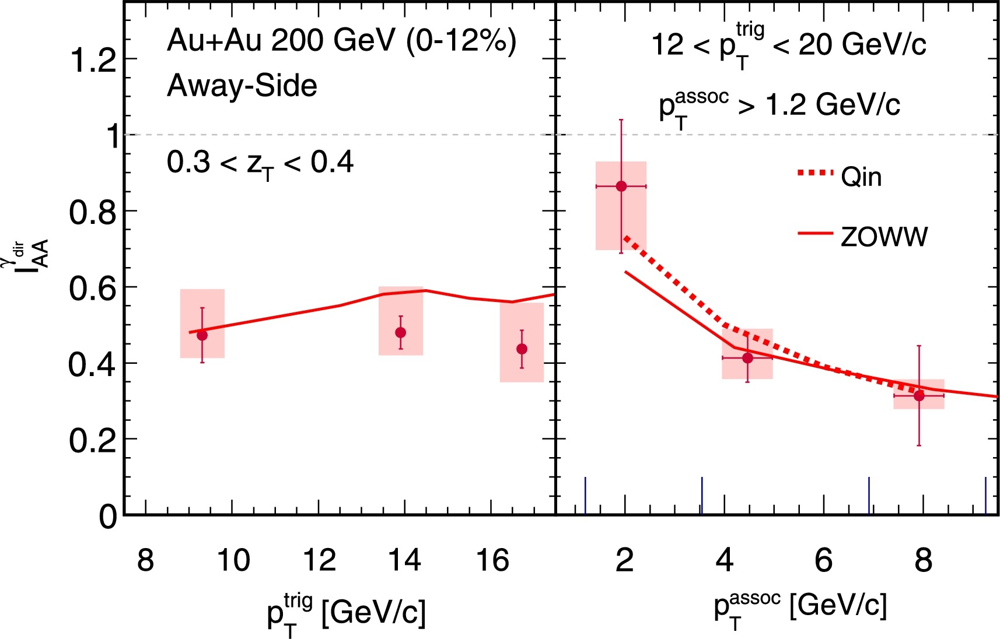 Au+Au 200 GeV (0-12%)
Away-Side
0.3 < z_T < 0.4
12 < p_T^trig < 20 GeV/c
p_T^assoc > 1.2 GeV/c
Qin
ZOWW
I_AA^γ^dir
1.2
1
0.8
0.6
0.4
0.2
0
8 10 12 14 16
2 4 6 8
p_T^trig [GeV/c]
p_T^assoc [GeV/c]